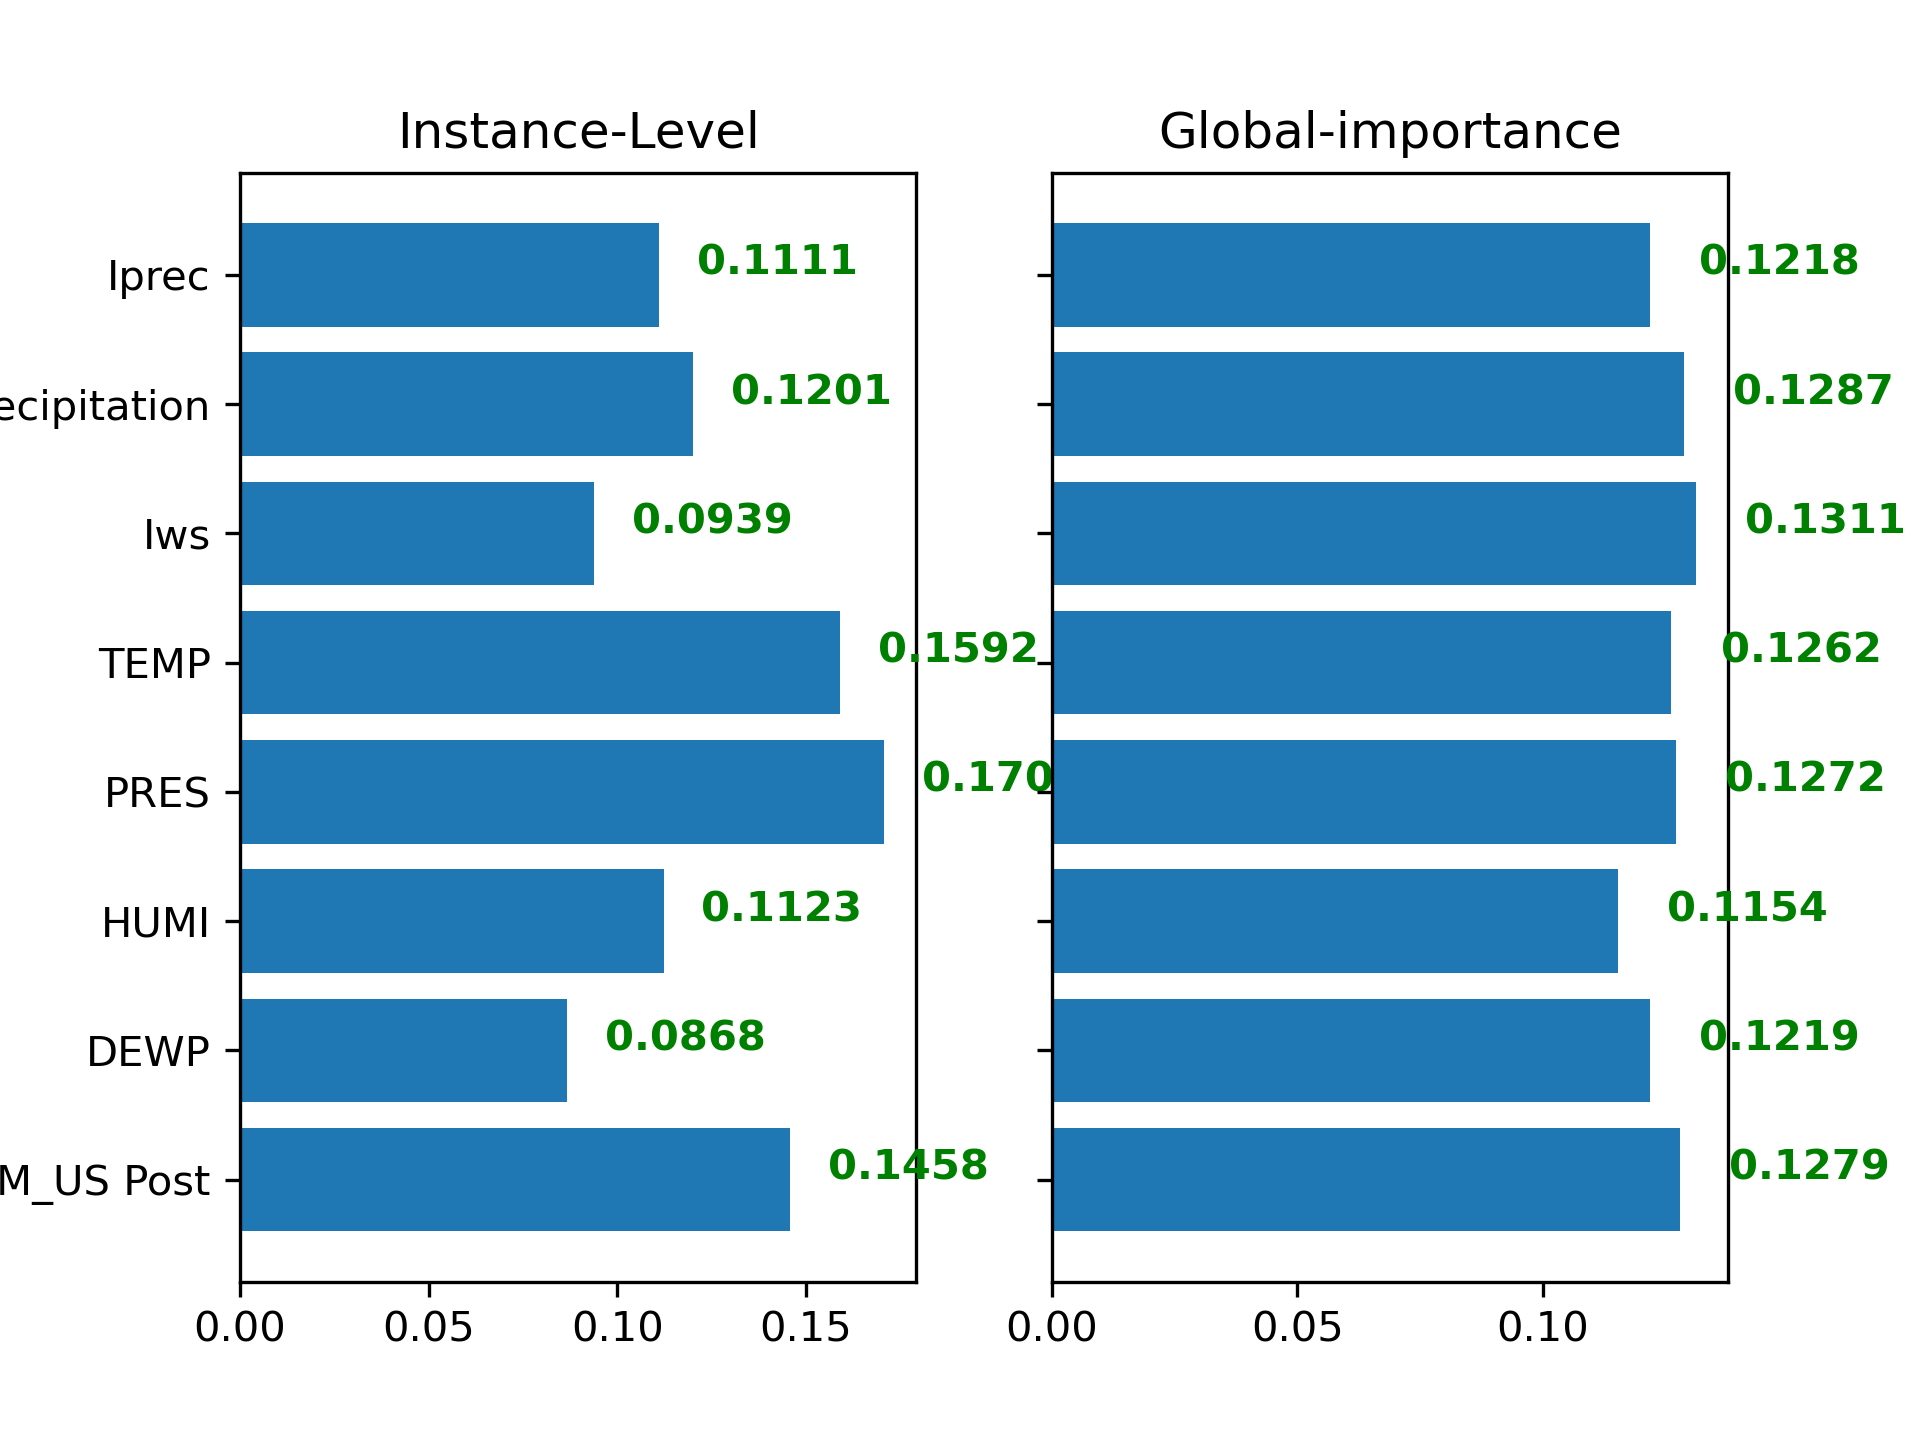 Instance-Level
Iprec 0.1111
ecipitation 0.1201
Iws 0.0939
TEMP 0.1592
PRES 0.170
HUMI 0.1123
DEWP 0.0868
M_US Post 0.1458
0.00 0.05 0.10 0.15
Global-importance
0.1218
0.1287
0.1311
0.1262
0.1272
0.1154
0.1219
0.1279
0.00 0.05 0.10